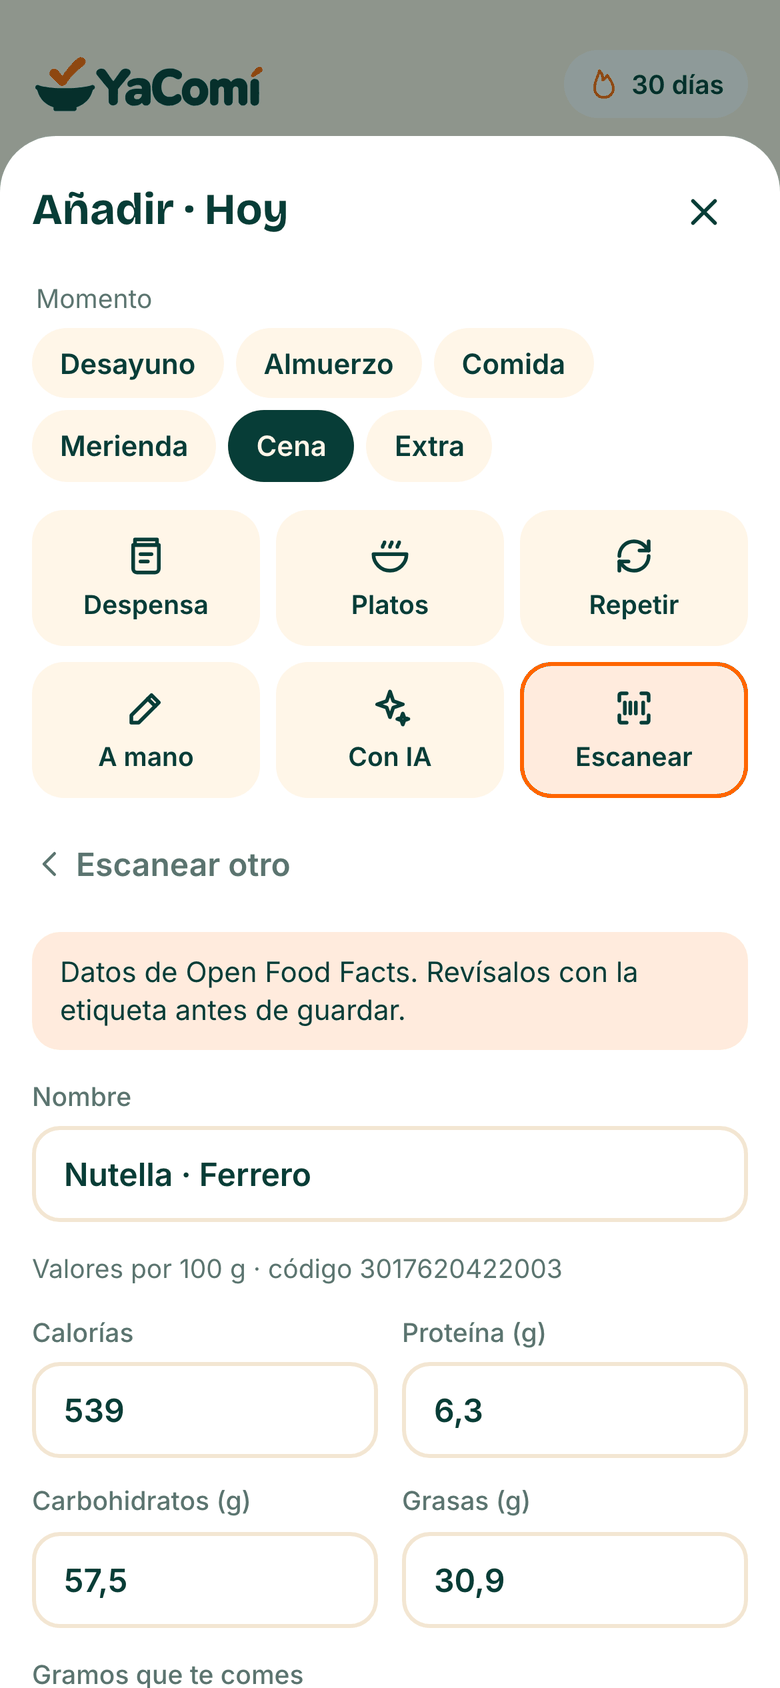 YaComí
30 días
Añadir · Hoy
Momento
Desayuno Almuerzo Comida
Merienda Cena Extra
Despensa Platos Repetir
A mano Con IA Escanear
Escanear otro
Datos de Open Food Facts. Revísalos con la
etiqueta antes de guardar.
Nombre
Nutella · Ferrero
Valores por 100 g · código 3017620422003
Calorías Proteína (g)
539 6,3
Carbohidratos (g) Grasas (g)
57,5 30,9
Gramos que te comes